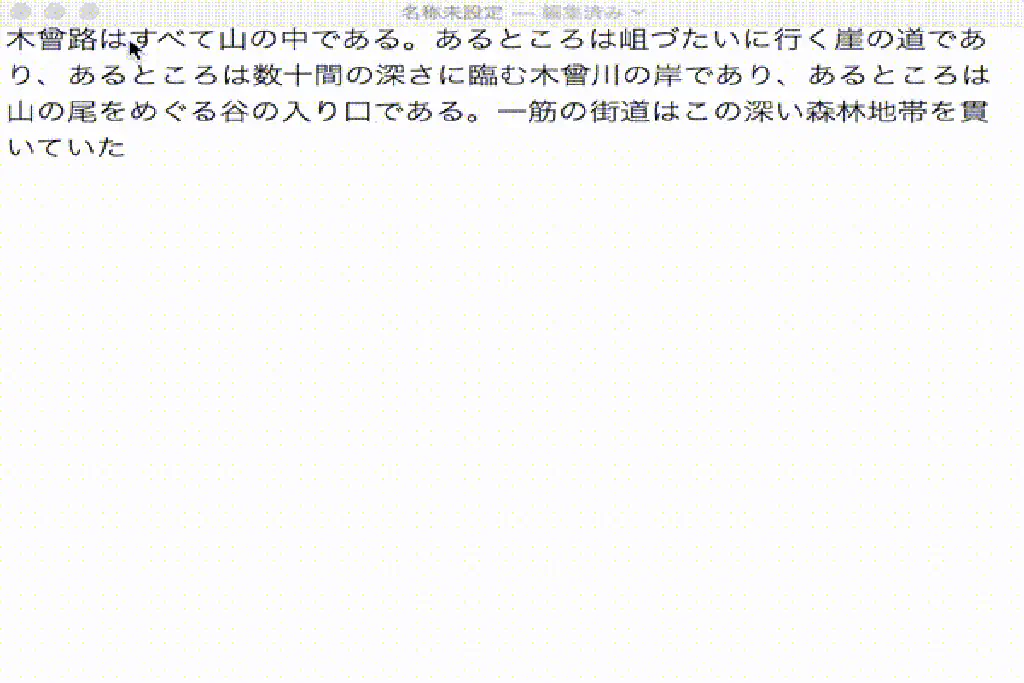 名称未設定 — 編集済み
木曾路はすべて山の中である。あるところは岨づたいに行く崖の道であ
り、あるところは数十間の深さに臨む木曾川の岸であり、あるところは
山の尾をめぐる谷の入り口である。一筋の街道はこの深い森林地帯を貫
いていた